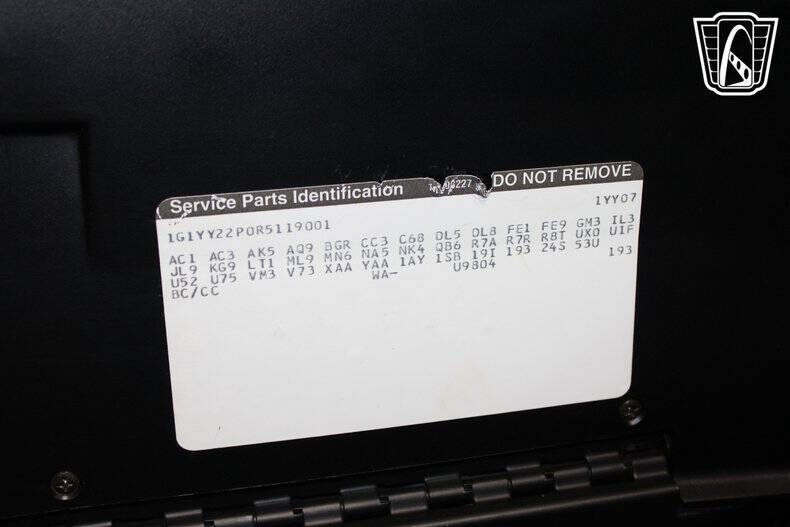 Service Parts Identification DO NOT REMOVE
1G1YY22P0R5119001 1YY07
AC1 AC3 AK5 AQ9 BGR CC3 C68 DL5 DL8 FE1 FE9 GM3 IL3
JL9 KG9 LT1 ML9 MN6 NA5 NK4 QB6 R7A R7R R8T UX0 U1F
U52 U75 VM3 V73 XAA YAA 1AY 1SB 19I 193 24S 53U 193
BC/CC WA- U9804